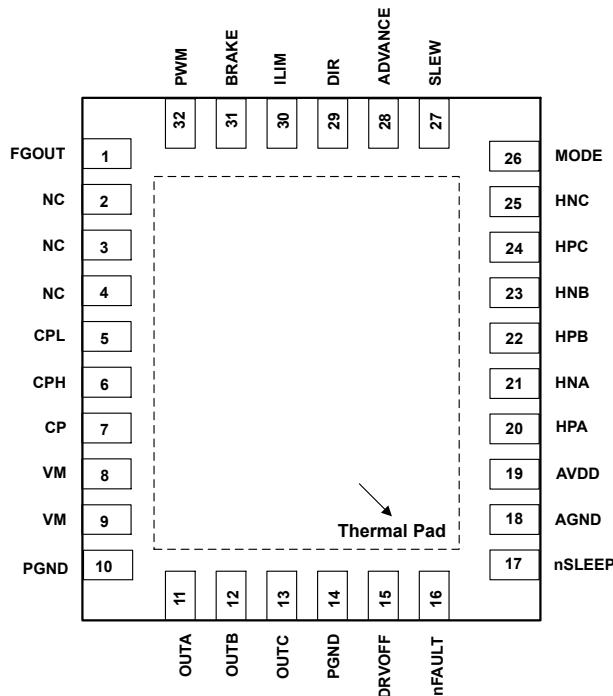 PWM BRAKE ILIM DIR ADVANCE SLEW
32 31 30 29 28 27
FGOUT 1
NC 2
NC 3
NC 4
CPL 5
CPH 6
CP 7
VM 8
VM 9
PGND 10
26 MODE
25 HNC
24 HPC
23 HNB
22 HPB
21 HNA
20 HPA
19 AVDD
18 AGND
17 nSLEEP
Thermal Pad
11 12 13 14 15 16
OUTA OUTB OUTC PGND DRVOFF nFAULT